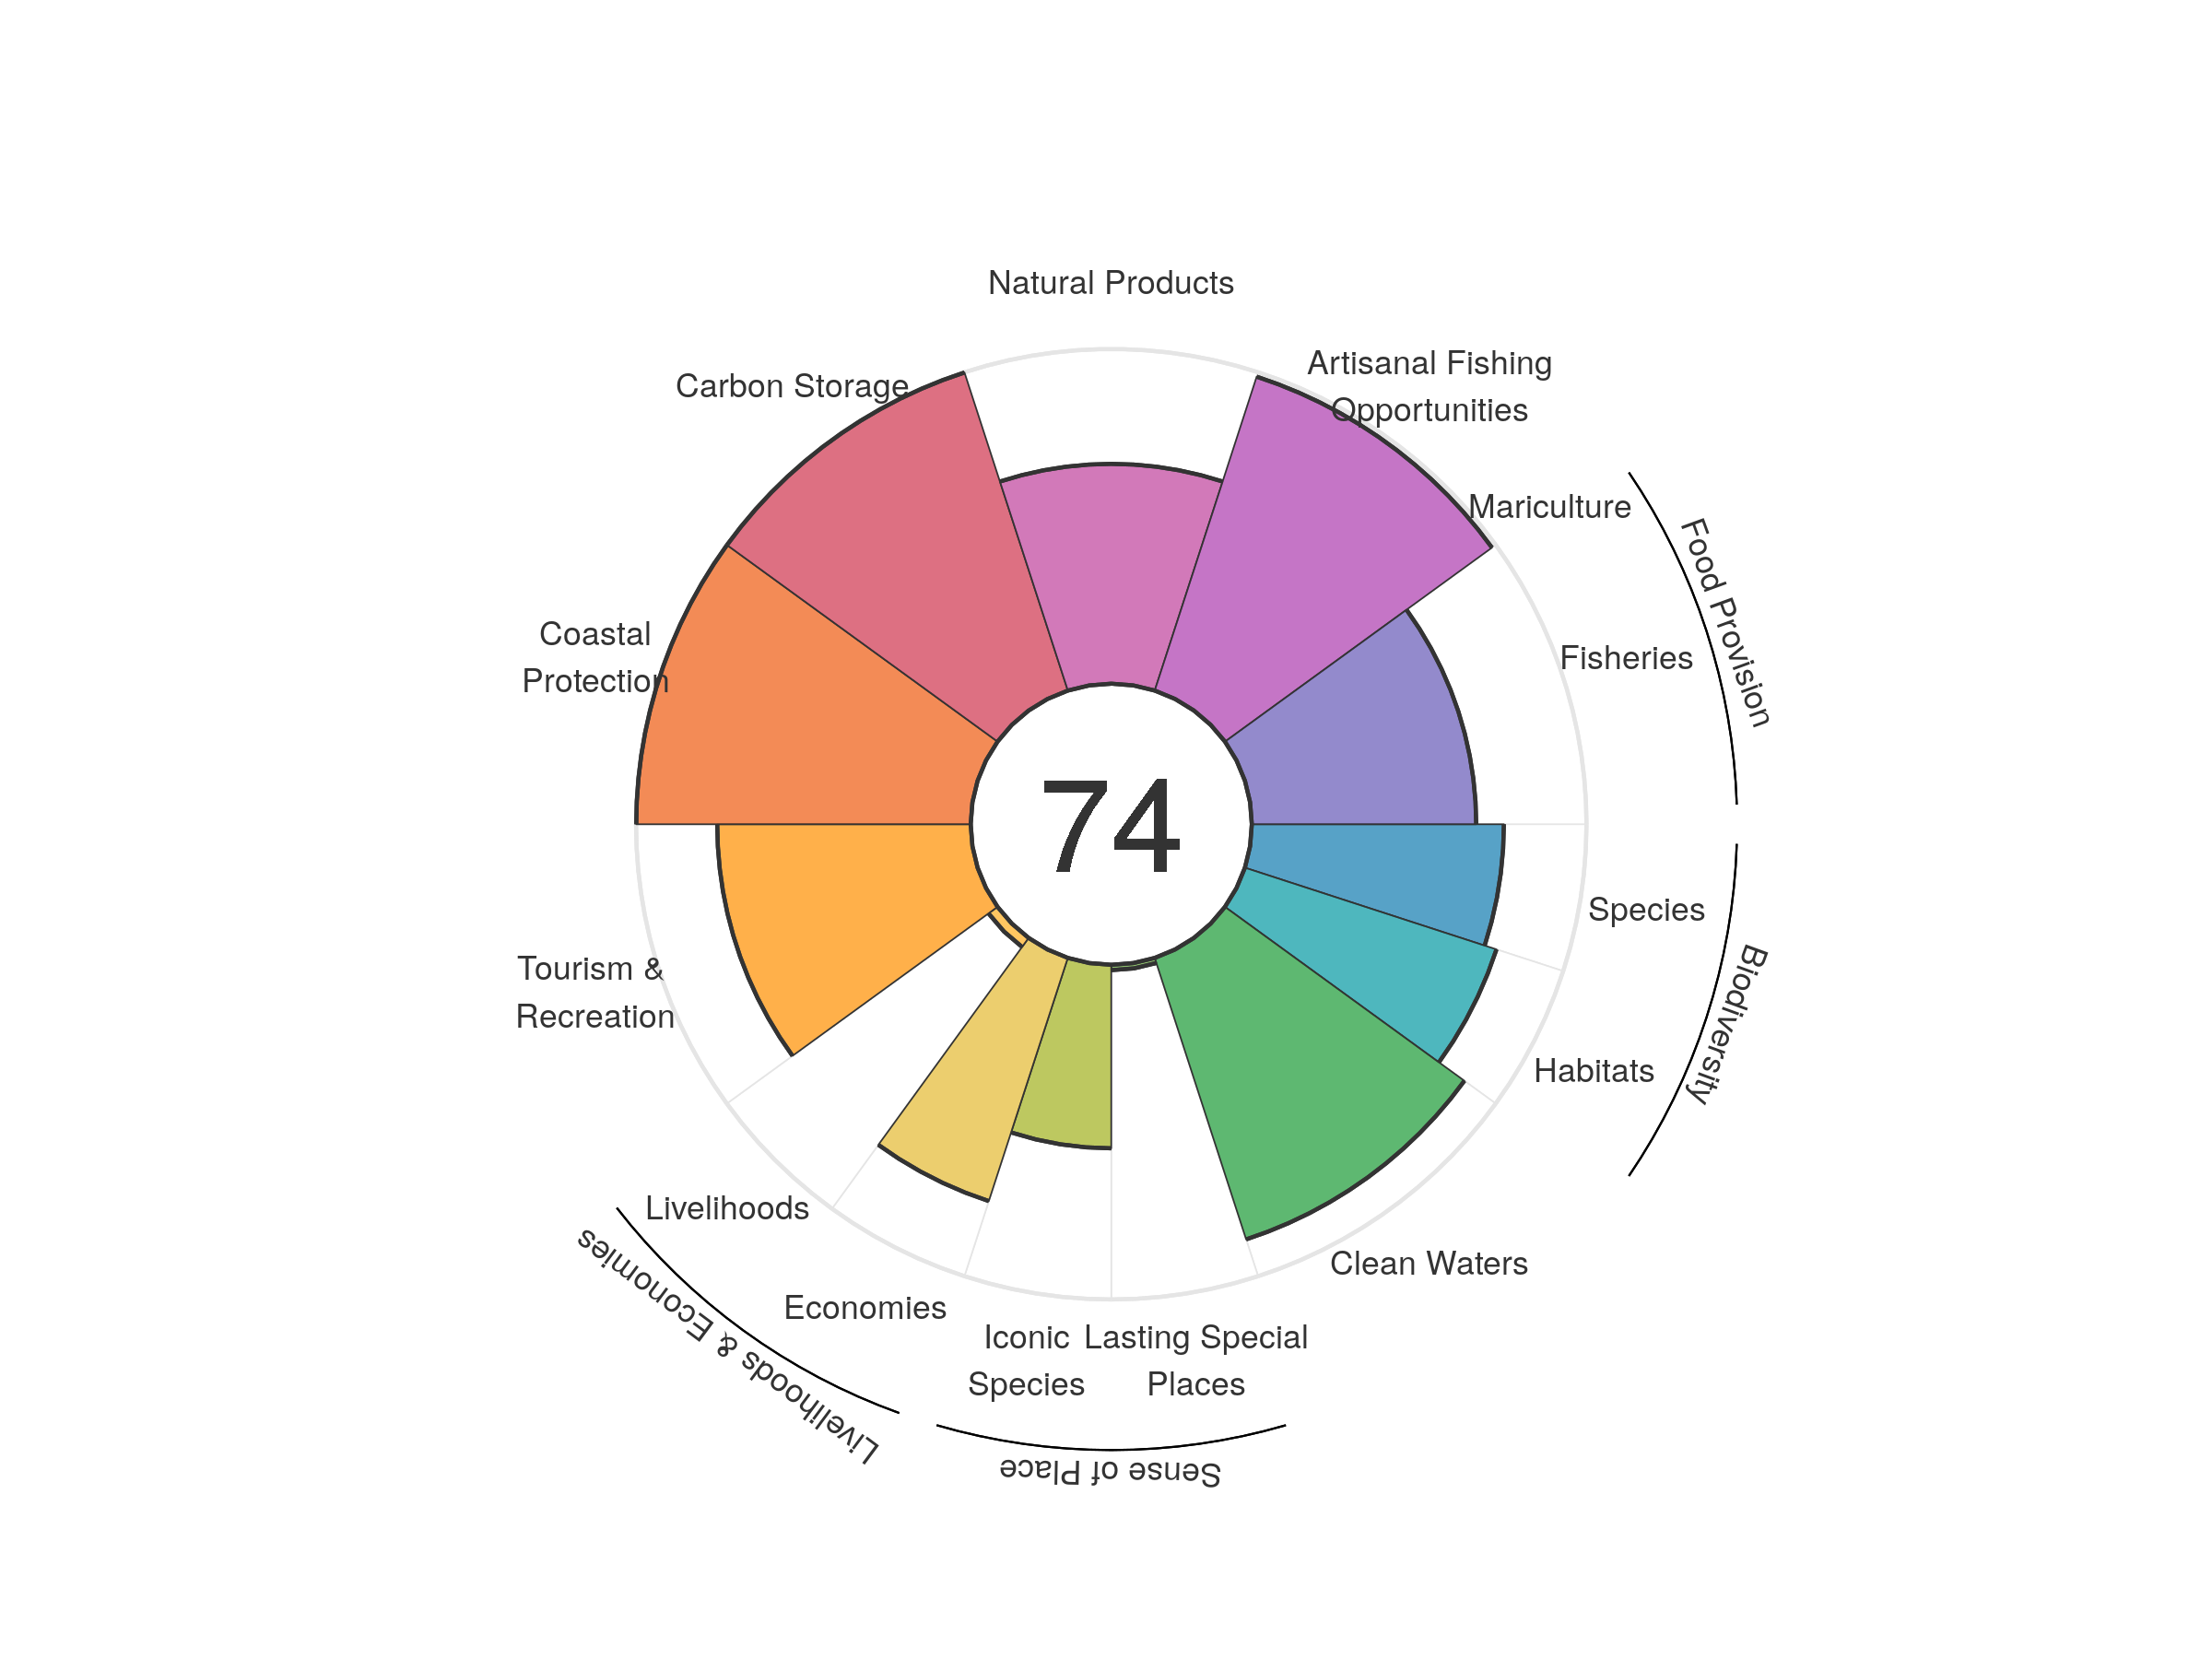 Natural Products
Artisanal Fishing
Opportunities
Carbon Storage
Mariculture
Food Provision
Fisheries
Coastal
Protection
74
Species
Biodiversity
Tourism &
Recreation
Habitats
Livelihoods
Livelihoods & Economies
Clean Waters
Economies
Iconic
Species
Lasting Special
Places
Sense of Place